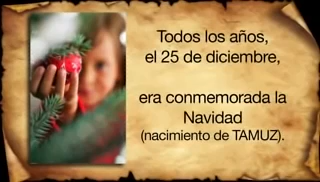 Todos los años,
el 25 de diciembre,
era conmemorada la
Navidad
(nacimiento de TAMUZ).